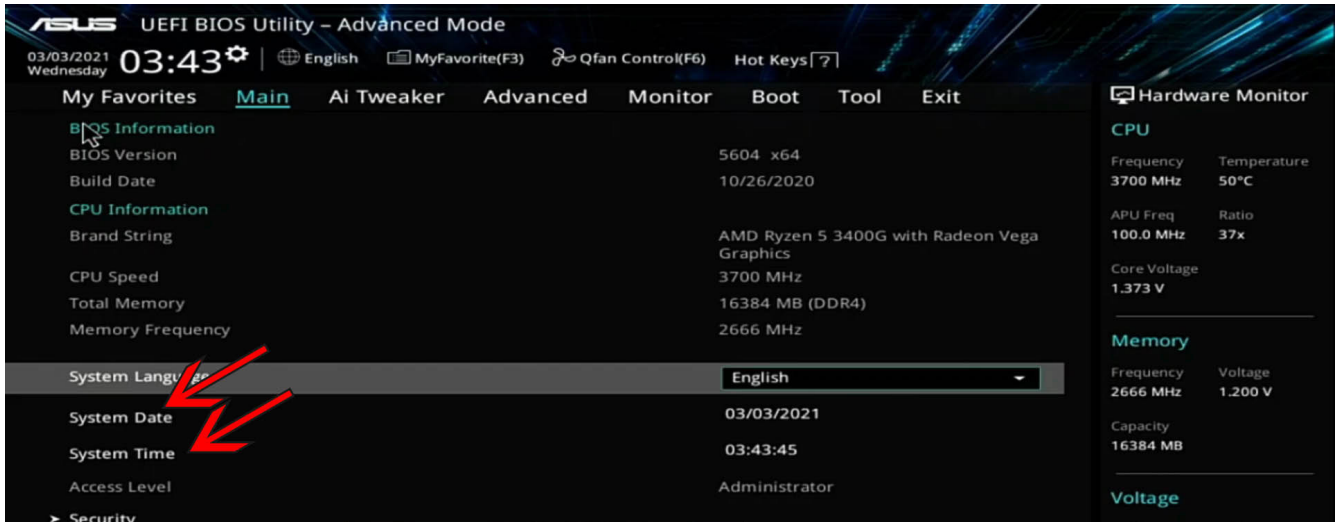 ASUS UEFI BIOS Utility – Advanced Mode
03/03/2021
Wednesday
03:43
English
MyFavorite(F3)
Qfan Control(F6)
Hot Keys ?
My Favorites Main Ai Tweaker Advanced Monitor Boot Tool Exit
BIOS Information
BIOS Version 5604 x64
Build Date 10/26/2020
CPU Information
Brand String AMD Ryzen 5 3400G with Radeon Vega
Graphics
CPU Speed 3700 MHz
Total Memory 16384 MB (DDR4)
Memory Frequency 2666 MHz
System Language English
System Date 03/03/2021
System Time 03:43:45
Access Level Administrator
> Security
Hardware Monitor
CPU
Frequency Temperature
3700 MHz 50°C
APU Freq Ratio
100.0 MHz 37x
Core Voltage
1.373 V
Memory
Frequency Voltage
2666 MHz 1.200 V
Capacity
16384 MB
Voltage